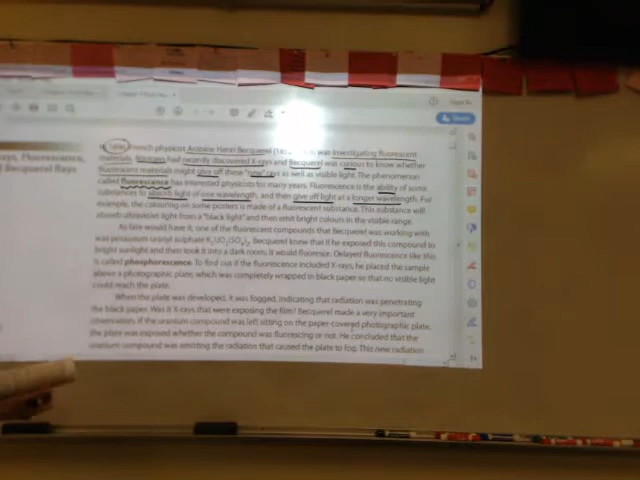 Share
ays, Fluorescence,
d Becquerel Rays
1896 French physicist Antoine Henri Becquerel was investigating fluorescent
materials. Röntgen had recently discovered X-rays and Becquerel was curious to know whether
fluorescent materials might give off these "new" rays as well as visible light. The phenomenon
called fluorescence has interested physicists for many years. Fluorescence is the ability of some
substances to absorb light of one wavelength, and then give off light at a longer wavelength. For
example, the colouring on some posters is made of a fluorescent substance. This substance will
absorb ultraviolet light from a "black light" and then emit bright colours in the visible range.
As fate would have it, one of the fluorescent compounds that Becquerel was working with
was potassium uranyl sulphate K₂UO₂(SO₄)₂. Becquerel knew that if he exposed this compound to
bright sunlight and then took it into a dark room, it would fluoresce. Delayed fluorescence like this
is called phosphorescence. To find out if the fluorescence included X-rays, he placed the sample
above a photographic plate, which was completely wrapped in black paper so that no visible light
could reach the plate.
When the plate was developed, it was fogged, indicating that radiation was penetrating
the black paper. Was it X-rays that were exposing the film? Becquerel made a very important
observation. If the uranium compound was left sitting on the paper-covered photographic plate,
the plate was exposed whether the compound was fluorescing or not. He concluded that the
uranium compound was emitting the radiation that caused the plate to fog. This new radiation